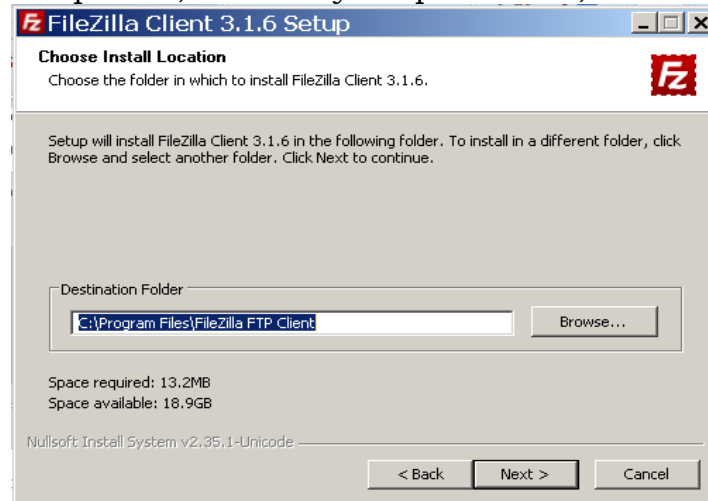 FileZilla Client 3.1.6 Setup
Choose Install Location
Choose the folder in which to install FileZilla Client 3.1.6.
Setup will install FileZilla Client 3.1.6 in the following folder. To install in a different folder, click
Browse and select another folder. Click Next to continue.
Destination Folder
C:\Program Files\FileZilla FTP Client
Browse...
Space required: 13.2MB
Space available: 18.9GB
Nullsoft Install System v2.35.1-Unicode
< Back
Next >
Cancel